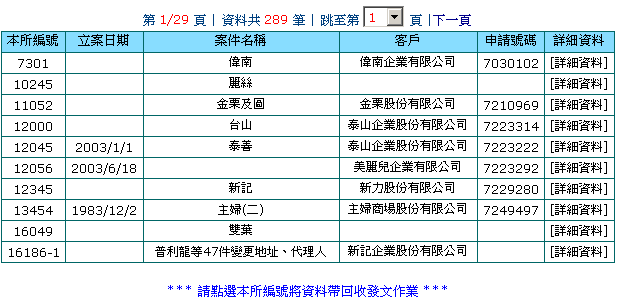 第 1/29 頁 | 資料共 289 筆 | 跳至第 1 頁 |下一頁
本所編號 立案日期 案件名稱 客戶 申請號碼 詳細資料
7301 偉南 偉南企業有限公司 7030102 [詳細資料]
10245 麗絲 [詳細資料]
11052 金栗及圖 金栗股份有限公司 7210969 [詳細資料]
12000 台山 泰山企業股份有限公司 7223314 [詳細資料]
12045 2003/1/1 泰善 泰山企業股份有限公司 7223222 [詳細資料]
12056 2003/6/18 美麗兒企業有限公司 7223292 [詳細資料]
12345 新記 新力股份有限公司 7229280 [詳細資料]
13454 1983/12/2 主婦(二) 主婦商場股份有限公司 7249497 [詳細資料]
16049 雙葉 [詳細資料]
16186-1 普利龍等47件變更地址、代理人 新記企業股份有限公司 [詳細資料]
*** 請點選本所編號將資料帶回收發文作業 ***